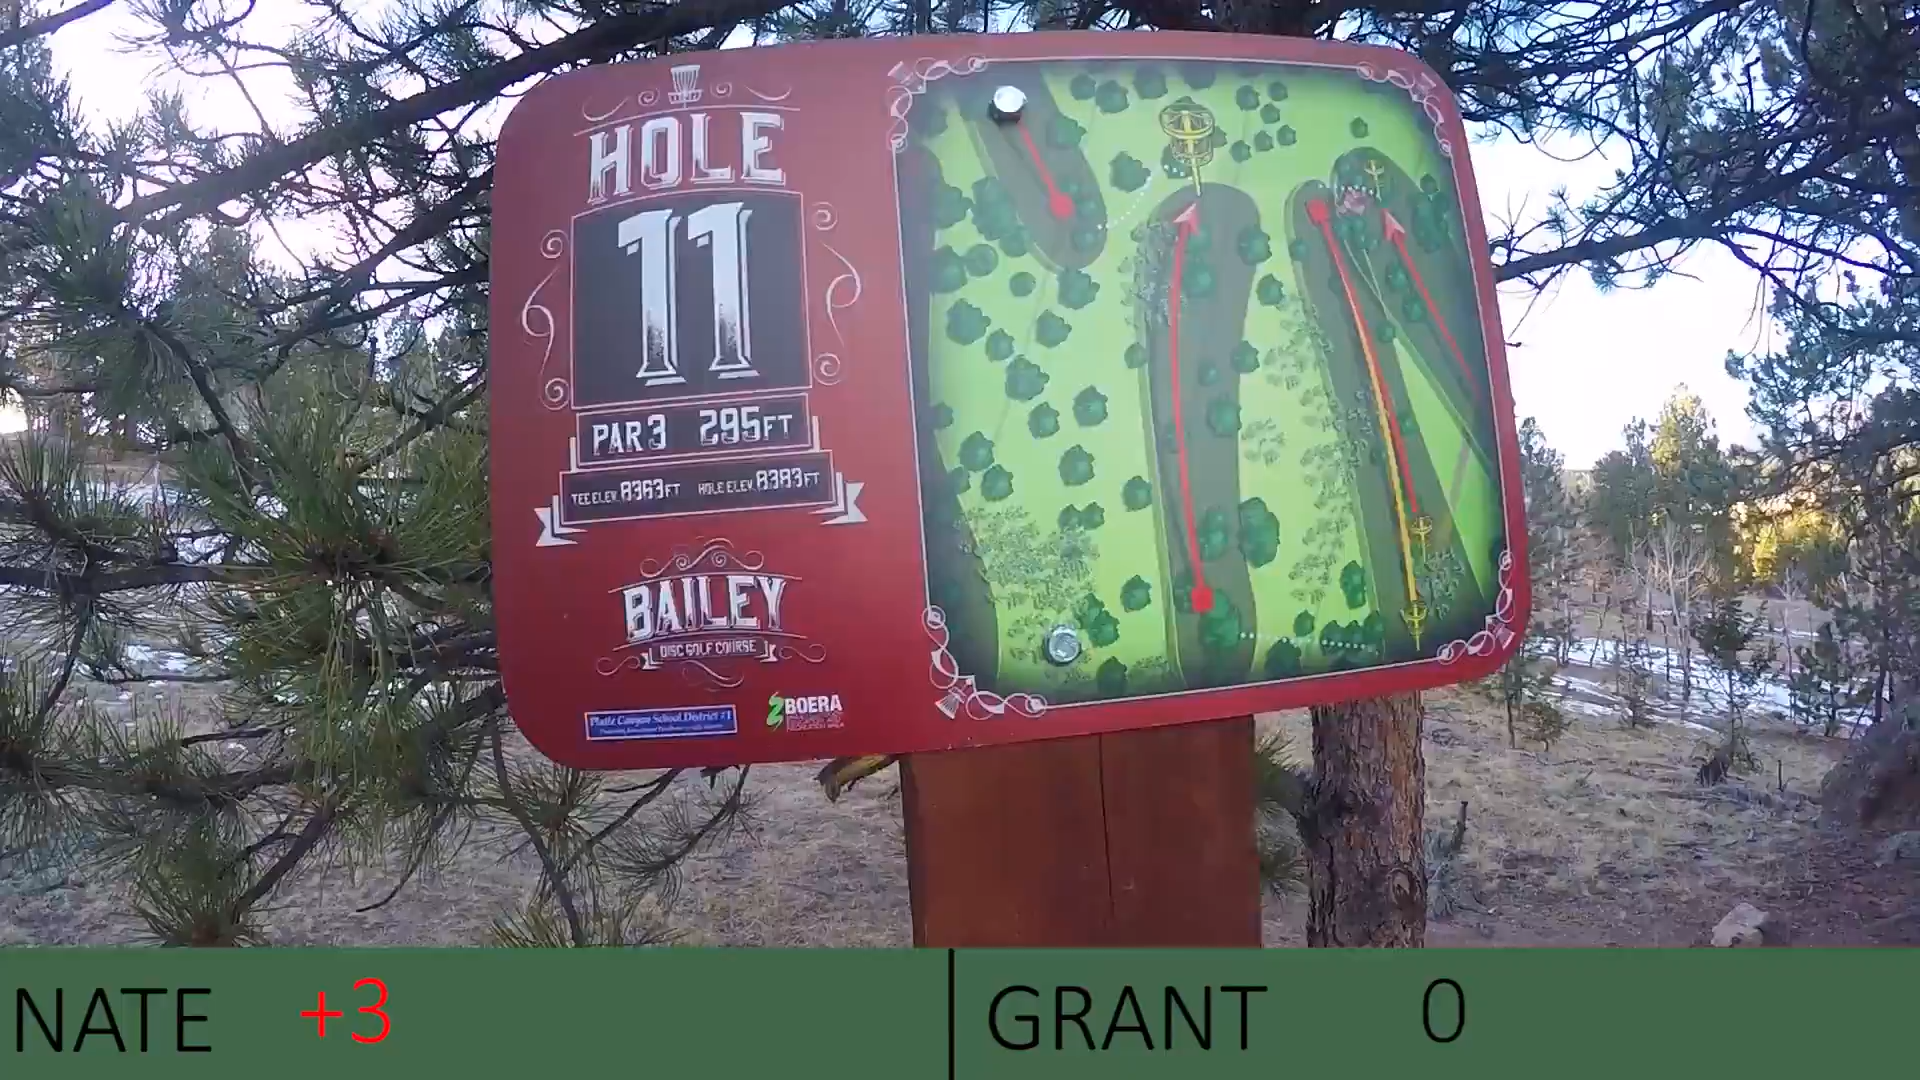 HOLE
11
PAR 3 295FT
TEE ELEV. 8363FT HOLE ELEV. 8383FT
BAILEY
DISC GOLF COURSE
Platte Canyon School District #1
BOERA
NATE +3
GRANT 0